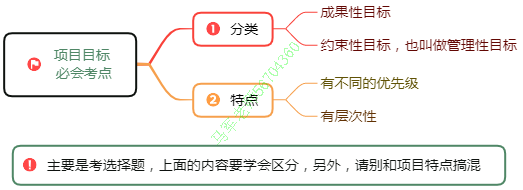 项目目标
必会考点
1 分类
成果性目标
约束性目标，也叫做管理性目标
2 特点
有不同的优先级
有层次性
! 主要是考选择题，上面的内容要学会区分，另外，请别和项目特点搞混